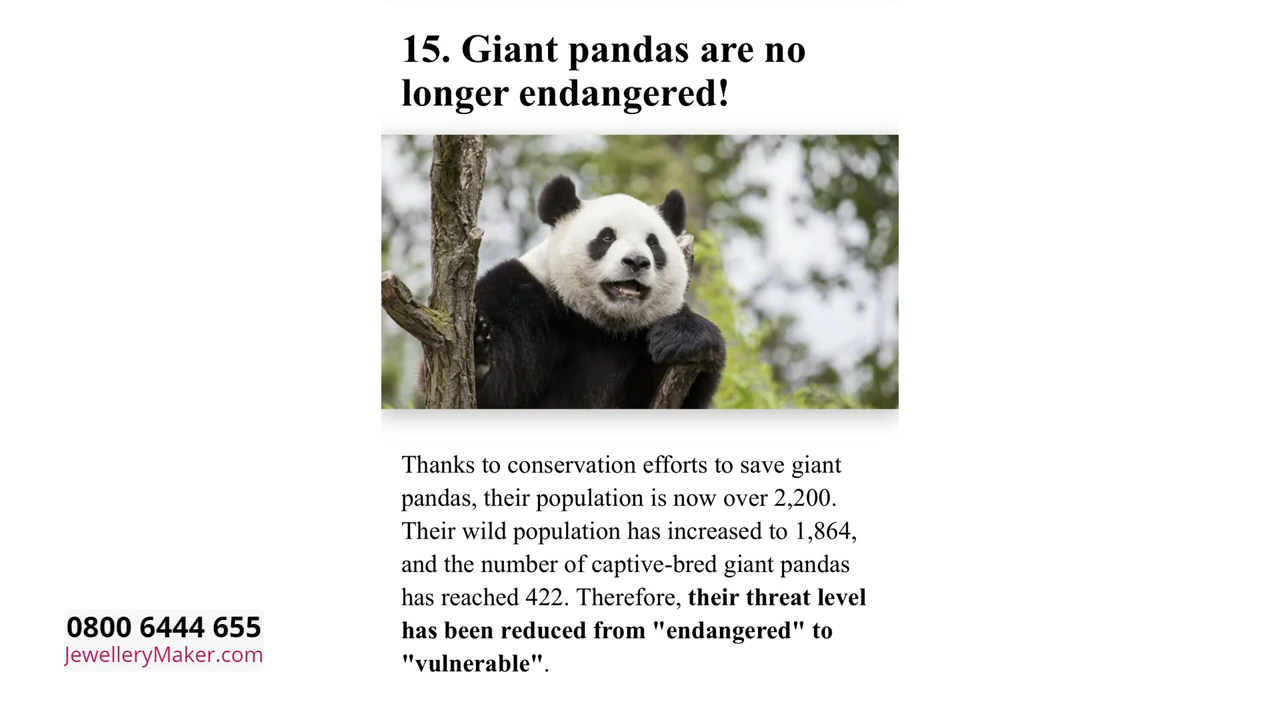 15. Giant pandas are no
longer endangered!
Thanks to conservation efforts to save giant
pandas, their population is now over 2,200.
Their wild population has increased to 1,864,
and the number of captive-bred giant pandas
has reached 422. Therefore, their threat level
has been reduced from "endangered" to
"vulnerable".
0800 6444 655
JewelleryMaker.com